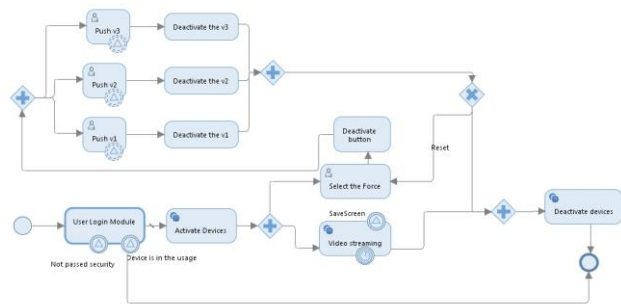 Push v3
Deactivate the v3
Push v2
Deactivate the v2
Push v1
Deactivate the v1
Deactivate
button
Reset
Select the Force
SaveScreen
User Login Module
Activate Devices
Video streaming
Deactivate devices
Not passed security
Device is in the usage